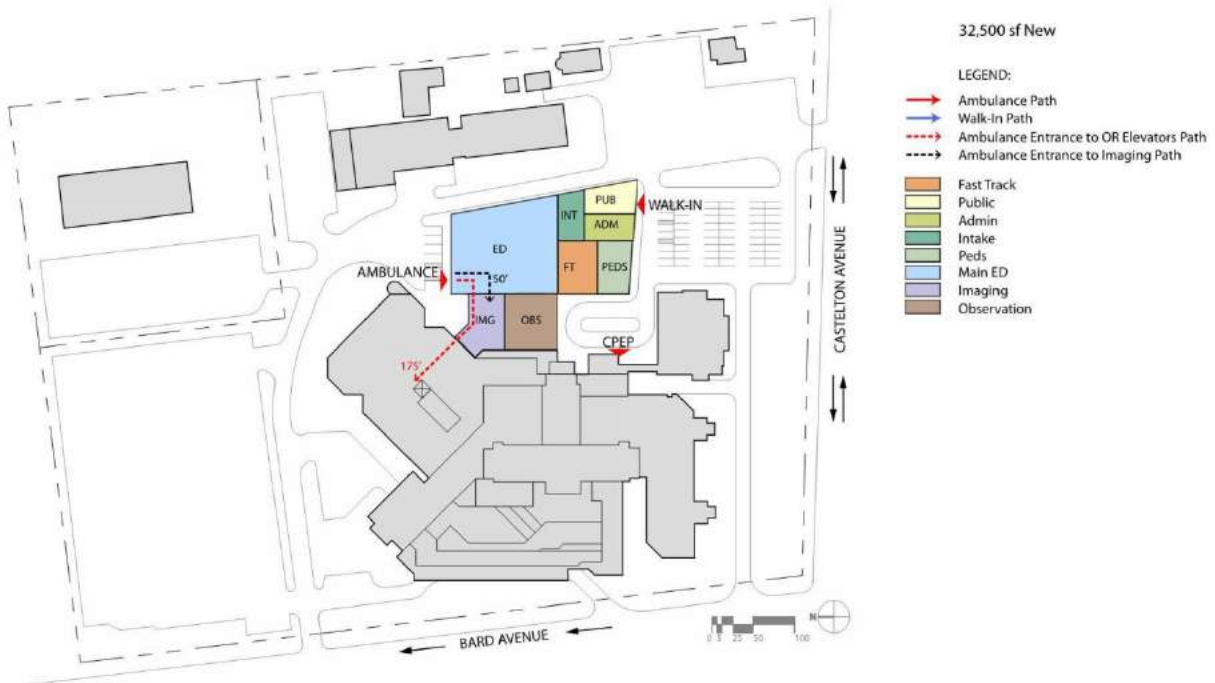 32,500 sf New
LEGEND:
Ambulance Path
Walk-In Path
Ambulance Entrance to OR Elevators Path
Ambulance Entrance to Imaging Path
Fast Track
Public
Admin
Intake
Peds
Main ED
Imaging
Observation
PUB
WALK-IN
INT
ADM
ED
FT
PEDS
AMBULANCE
50'
IMG
OBS
CPEP
175'
CASTELTON AVENUE
BARD AVENUE
N
0 5 25 50 100